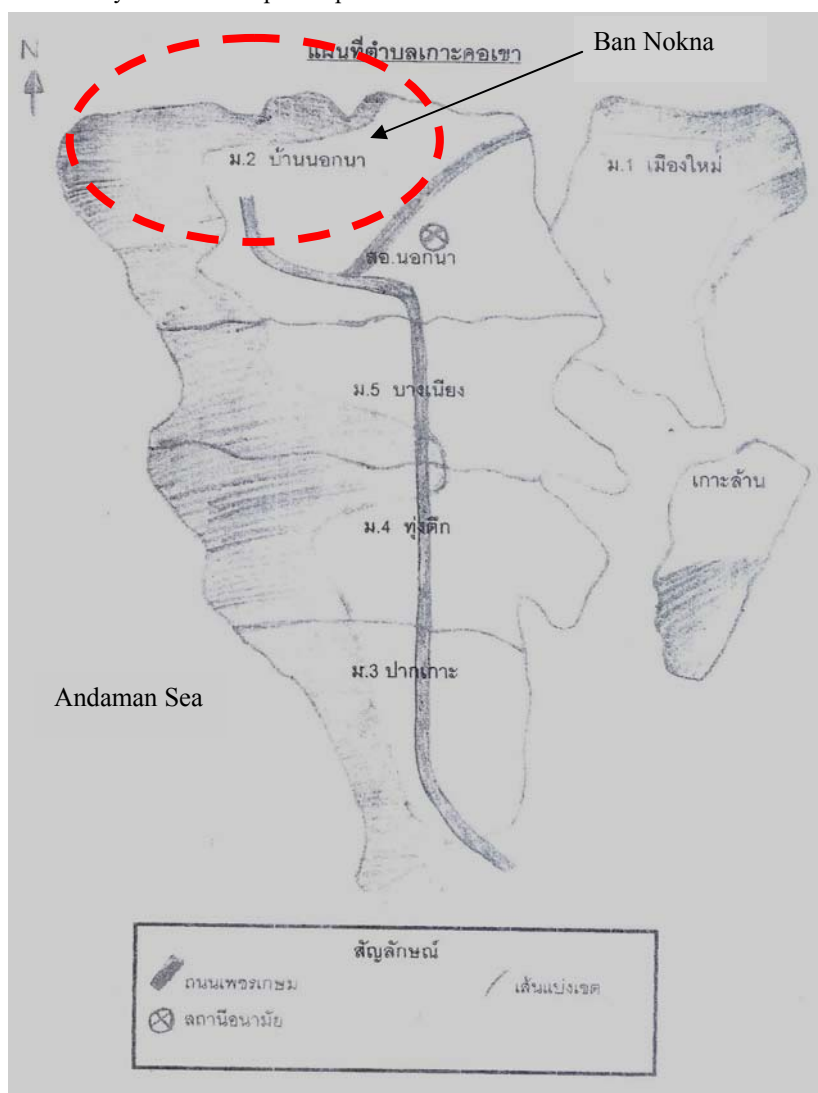 N
แผนที่ตำบลเกาะคอเขา
Ban Nokna
ม.2 บ้านนอกนา
ม.1 เมืองใหม่
สอ.นอกนา
ม.5 บางเนียง
เกาะล้าน
ม.4 ทุ่งตึก
ม.3 ปากเกาะ
Andaman Sea
สัญลักษณ์
ถนนเพชรเกษม
เส้นแบ่งเขต
สถานีอนามัย